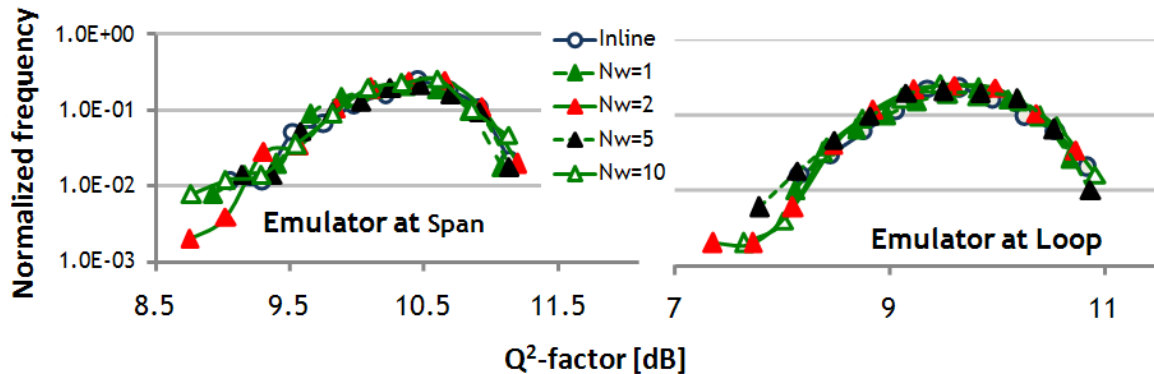 Normalized frequency
1.0E+00
1.0E-01
1.0E-02
1.0E-03
8.5 9.5 10.5 11.5
Emulator at Span
Inline
Nw=1
Nw=2
Nw=5
Nw=10
Emulator at Loop
7 9 11
Q²-factor [dB]